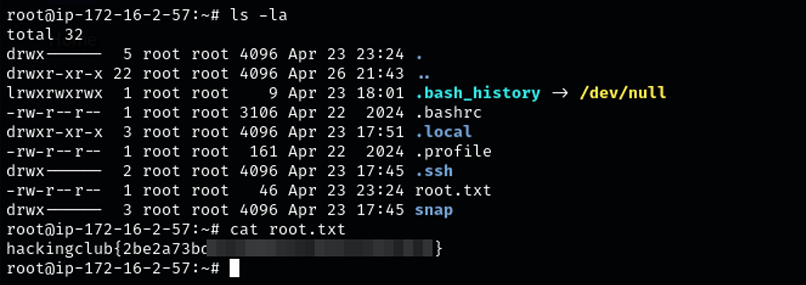 root@ip-172-16-2-57:~# ls -la
total 32
drwx------  5 root root 4096 Apr 23 23:24 .
drwxr-xr-x 22 root root 4096 Apr 26 21:43 ..
lrwxrwxrwx  1 root root    9 Apr 23 18:01 .bash_history -> /dev/null
-rw-r--r--  1 root root 3106 Apr 22  2024 .bashrc
drwxr-xr-x  3 root root 4096 Apr 23 17:51 .local
-rw-r--r--  1 root root  161 Apr 22  2024 .profile
drwx------  2 root root 4096 Apr 23 17:45 .ssh
-rw-r--r--  1 root root   46 Apr 23 23:24 root.txt
drwx------  3 root root 4096 Apr 23 17:45 snap
root@ip-172-16-2-57:~# cat root.txt
hackingclub{2be2a73b }
root@ip-172-16-2-57:~#